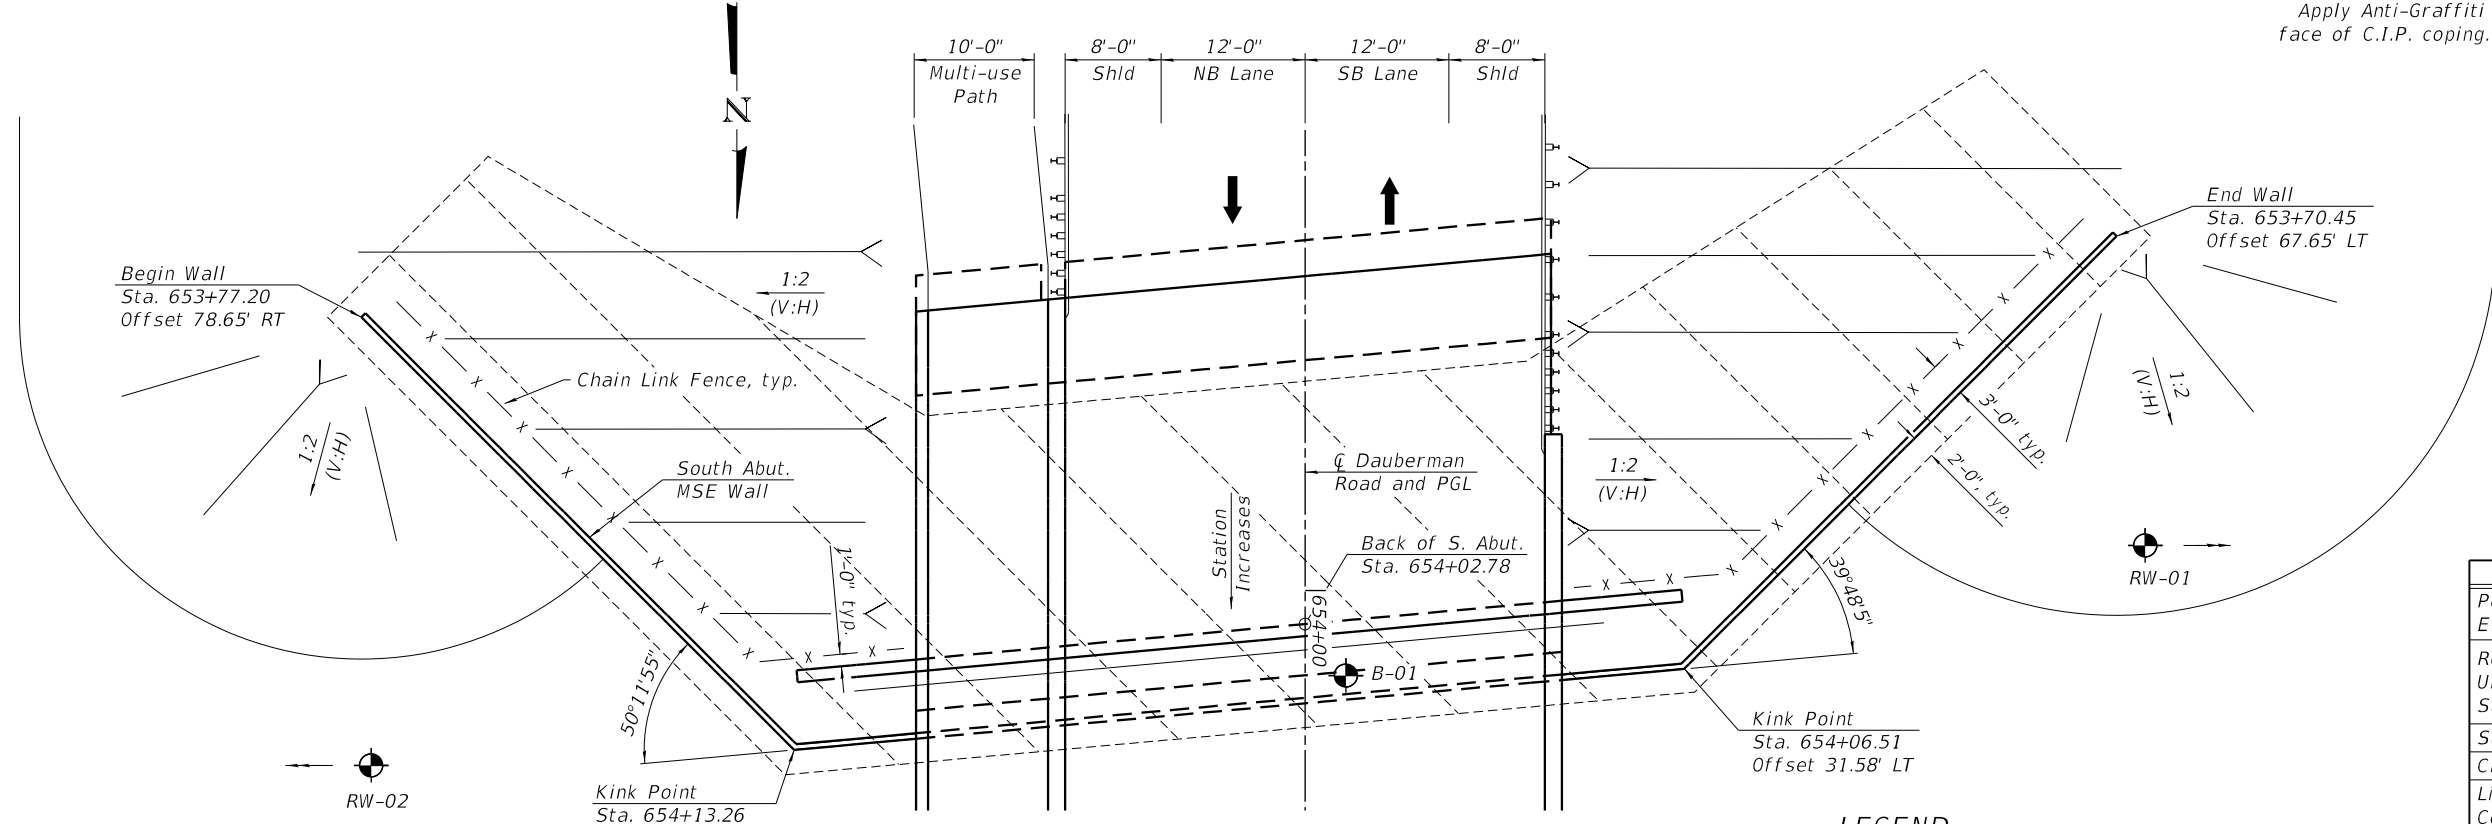 Apply Anti-Graffiti
face of C.I.P. coping.
10'-0"
Multi-use
Path
8'-0"
Shld
12'-0"
NB Lane
12'-0"
SB Lane
8'-0"
Shld
N
End Wall
Sta. 653+70.45
Offset 67.65' LT
Begin Wall
Sta. 653+77.20
Offset 78.65' RT
1:2
(V:H)
Chain Link Fence, typ.
1:2
(V:H)
1:2
(V:H)
3'-0" typ.
2'-0", typ.
South Abut.
MSE Wall
℄ Dauberman
Road and PGL
1:2
(V:H)
Station
Increases
Back of S. Abut.
Sta. 654+02.78
1'-0" typ.
654+00
B-01
39°48'5"
RW-01
50°11'55"
RW-02
Kink Point
Sta. 654+13.26
Kink Point
Sta. 654+06.51
Offset 31.58' LT
LEGEND